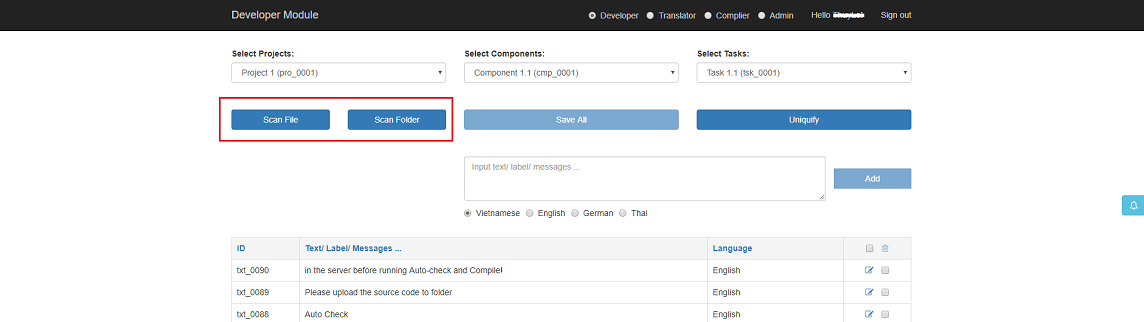 Developer Module
Developer Translator Complier Admin Hello Sign out
Select Projects: Select Components: Select Tasks:
Project 1 (pro_0001) Component 1.1 (cmp_0001) Task 1.1 (tsk_0001)
Scan File Scan Folder Save All Uniquify
Input text/ label/ messages ...
Add
Vietnamese English German Thai
ID Text/ Label/ Messages ... Language
txt_0090 in the server before running Auto-check and Compile! English
txt_0089 Please upload the source code to folder English
txt_0088 Auto Check English